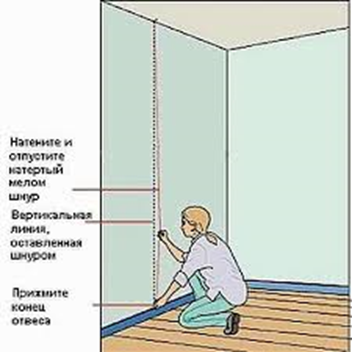 Натените и
отпустите
натертый
мелом
шнур
Вертикальная
линия,
оставленная
шнуром
Прижмите
конец
отвеса